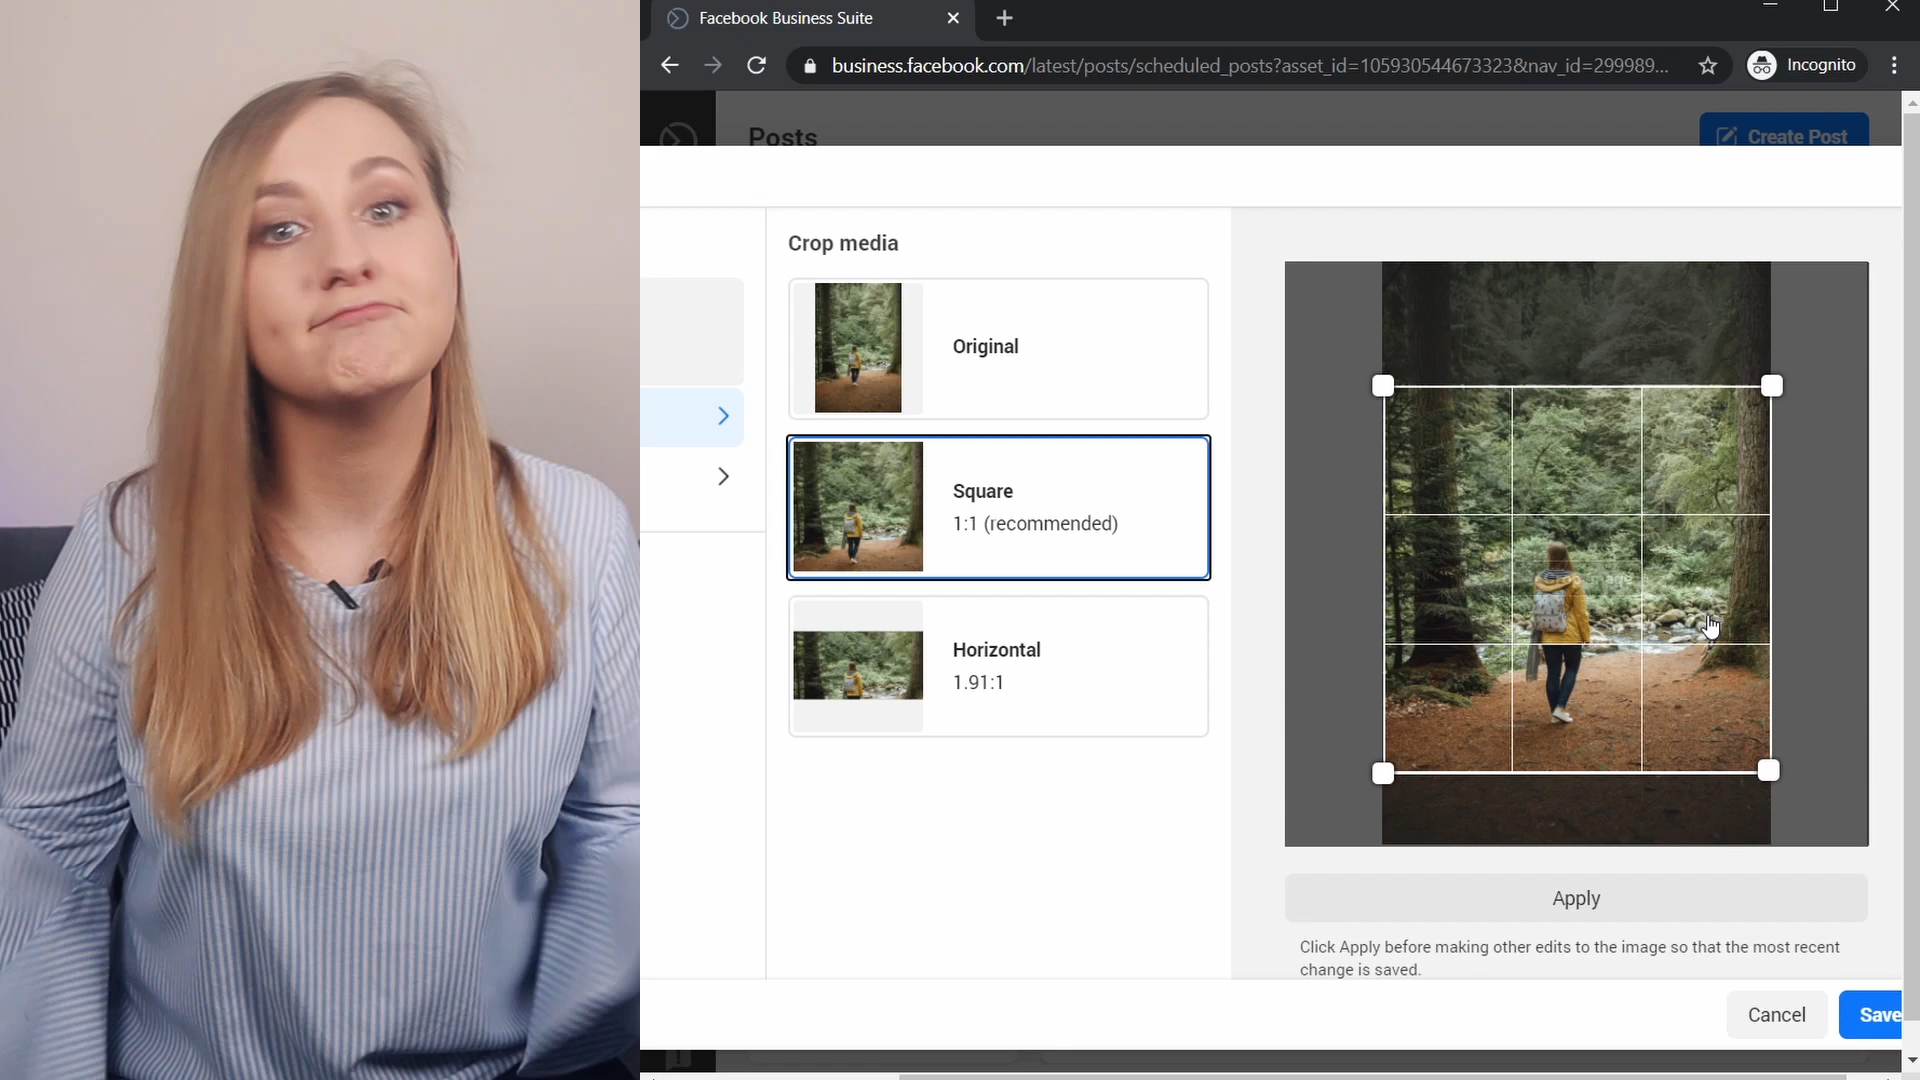 Facebook Business Suite
business.facebook.com/latest/posts/scheduled_posts?asset_id=105930544673323&nav_id=299989...
Incognito
Posts
Create Post
Crop media
Original
Square
1:1 (recommended)
Horizontal
1.91:1
Apply
Click Apply before making other edits to the image so that the most recent
change is saved.
Cancel
Save